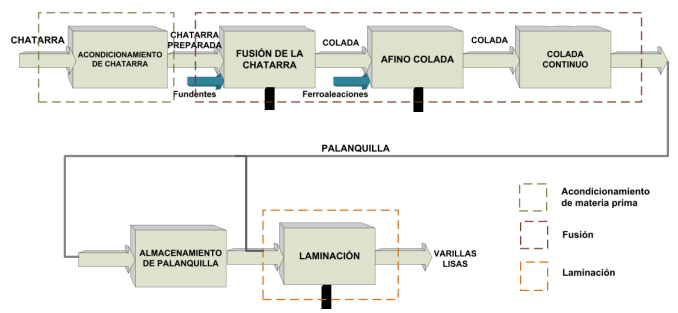 CHATARRA
ACONDICIONAMIENTO
DE CHATARRA
CHATARRA
PREPARADA
Fundentes
FUSIÓN DE LA
CHATARRA
COLADA
Ferroaleaciones
AFINO COLADA
COLADA
COLADA
CONTINUO
PALANQUILLA
ALMACENAMIENTO
DE PALANQUILLA
LAMINACIÓN
VARILLAS
LISAS
Acondicionamiento
de materia prima
Fusión
Laminación